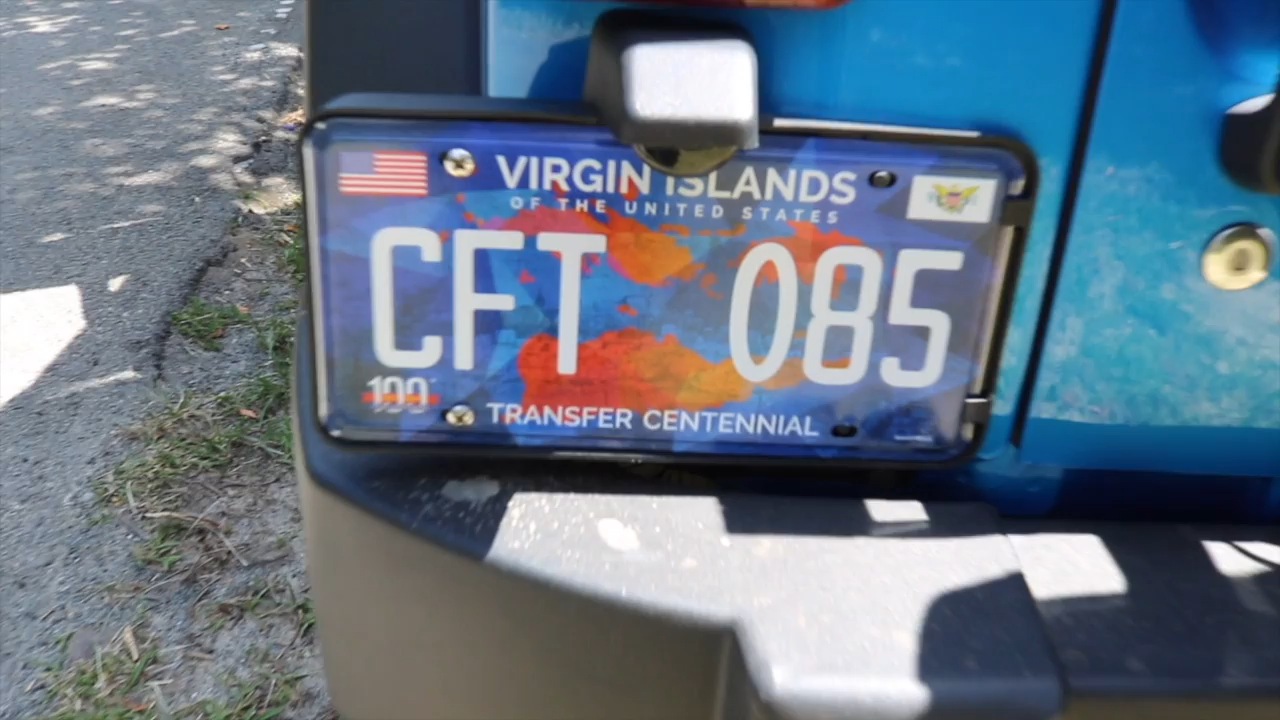 VIRGIN ISLANDS
OF THE UNITED STATES
CFT 085
100
TRANSFER CENTENNIAL